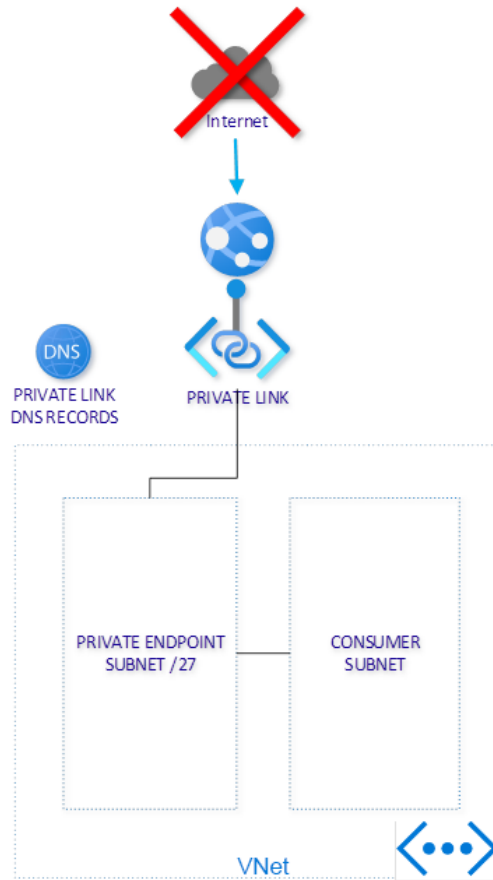 Internet
DNS
PRIVATE LINK
DNS RECORDS
PRIVATE LINK
PRIVATE ENDPOINT
SUBNET /27
CONSUMER
SUBNET
VNet